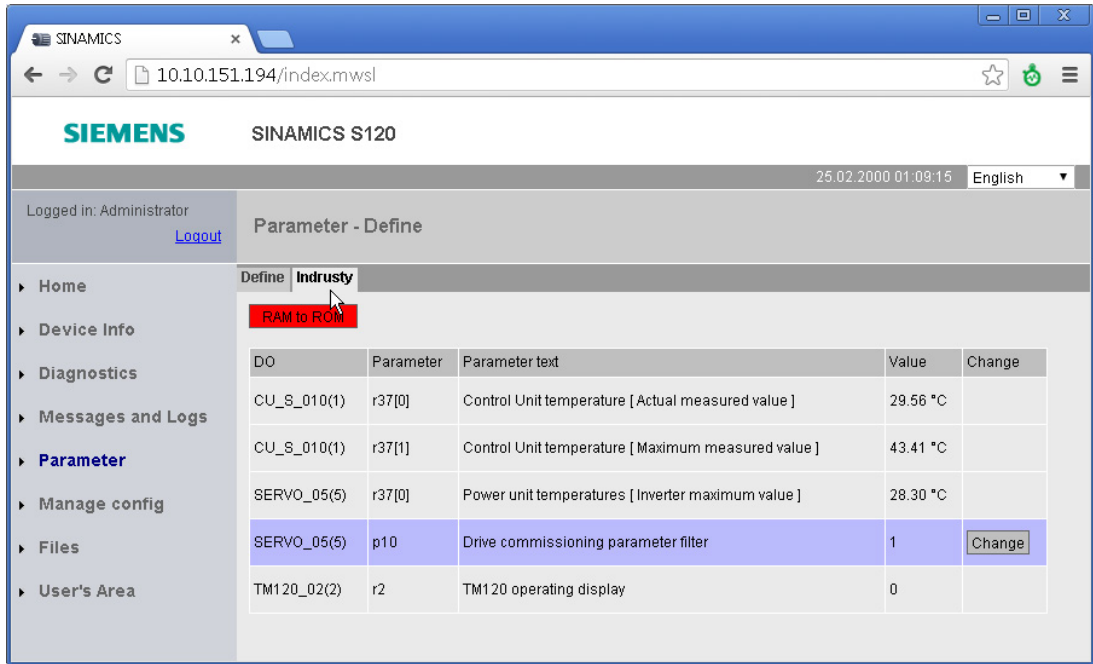 SINAMICS
10.10.151.194/index.mwsl
SIEMENS SINAMICS S120
25.02.2000 01:09:15 English
Logged in: Administrator
Logout
Parameter - Define
Define Indrusty
RAM to ROM
Home
Device Info
Diagnostics
Messages and Logs
Parameter
Manage config
Files
User's Area
DO Parameter Parameter text Value Change
CU_S_010(1) r37[0] Control Unit temperature [ Actual measured value ] 29.56 °C
CU_S_010(1) r37[1] Control Unit temperature [ Maximum measured value ] 43.41 °C
SERVO_05(5) r37[0] Power unit temperatures [ Inverter maximum value ] 28.30 °C
SERVO_05(5) p10 Drive commissioning parameter filter 1 Change
TM120_02(2) r2 TM120 operating display 0